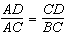 AD/AC = CD/BC